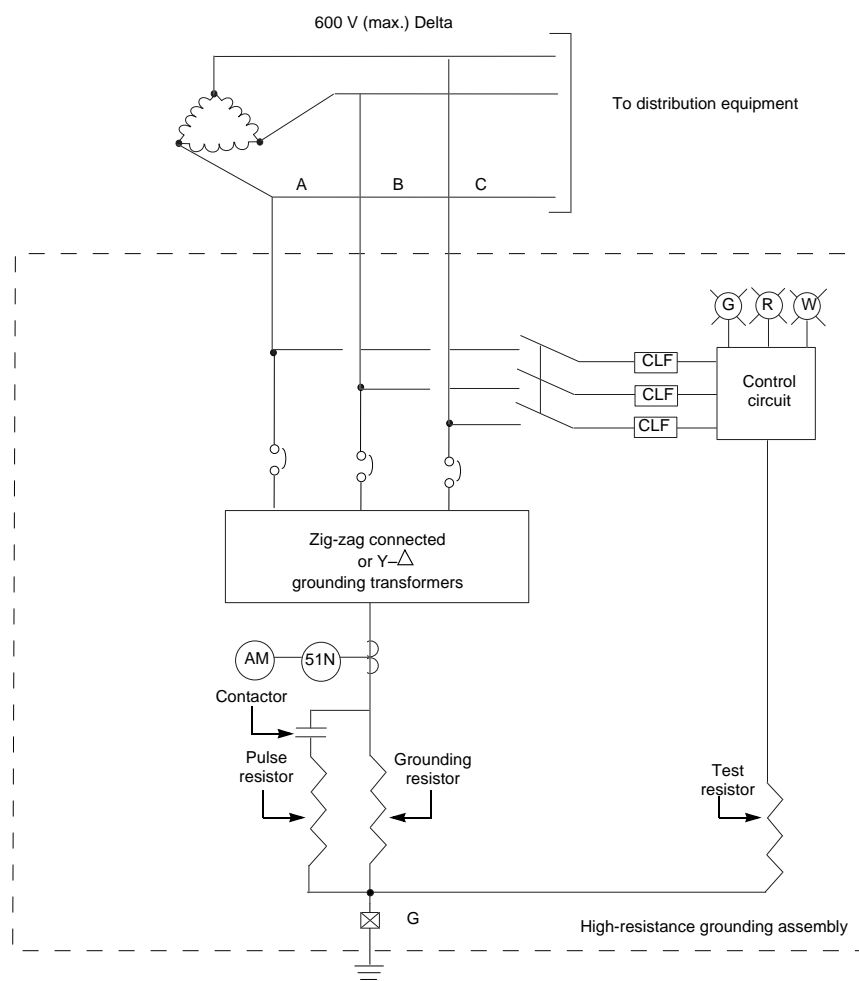 600 V (max.) Delta
To distribution equipment
A B C
G R W
CLF
CLF
CLF
Control
circuit
Zig-zag connected
or Y–△
grounding transformers
AM 51N
Contactor
Pulse
resistor
Grounding
resistor
Test
resistor
G
High-resistance grounding assembly